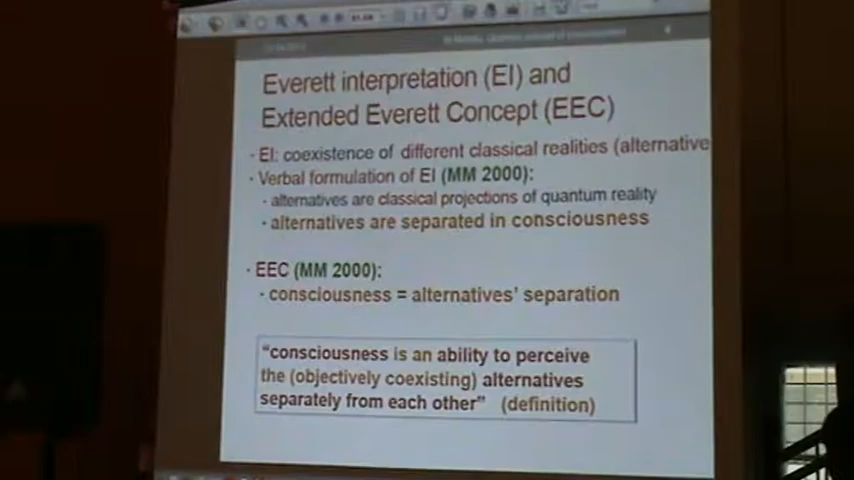 Everett interpretation (EI) and
Extended Everett Concept (EEC)
· EI: coexistence of different classical realities (alternative
· Verbal formulation of EI (MM 2000):
· alternatives are classical projections of quantum reality
· alternatives are separated in consciousness
· EEC (MM 2000):
· consciousness = alternatives' separation
“consciousness is an ability to perceive
the (objectively coexisting) alternatives
separately from each other” (definition)